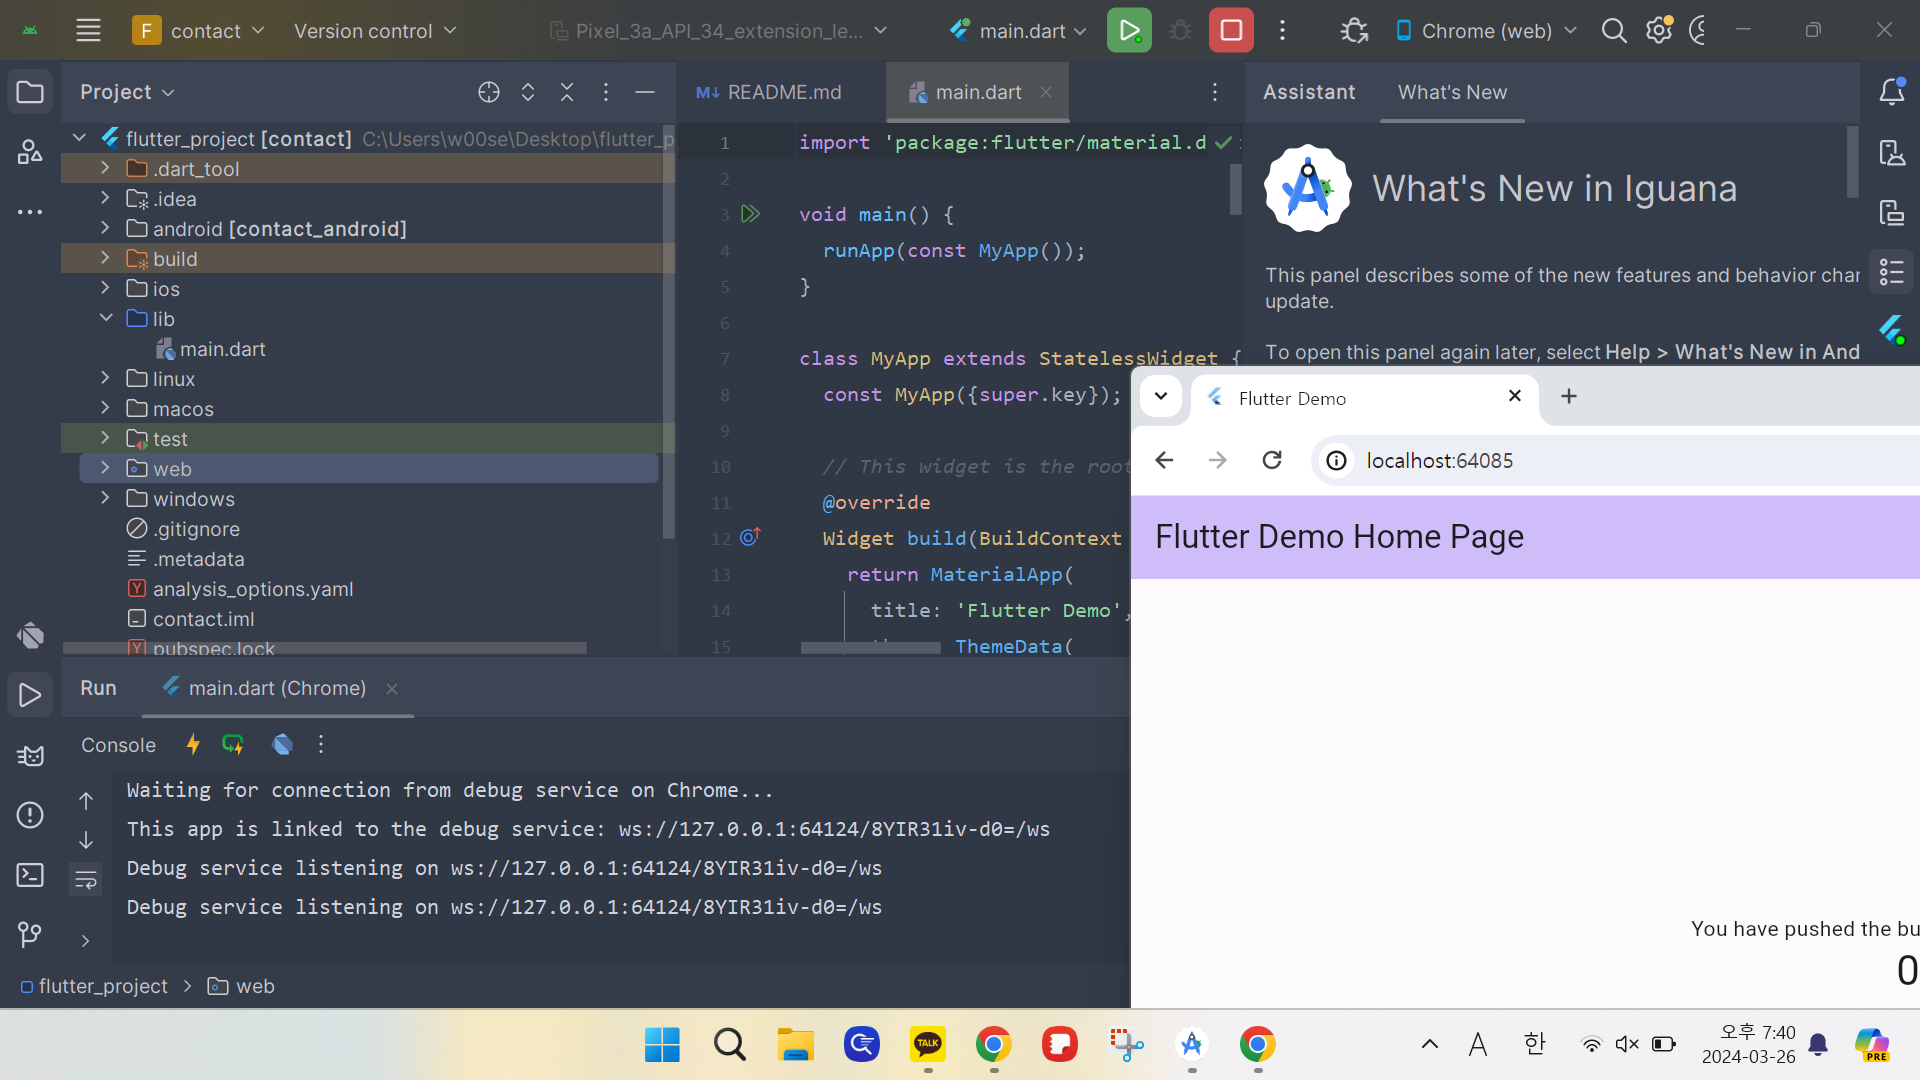 F contact Version control Pixel_3a_API_34_extension_le... main.dart Chrome (web)
Project
flutter_project [contact] C:\Users\w00se\Desktop\flutter_p
.dart_tool
.idea
android [contact_android]
build
ios
lib
main.dart
linux
macos
test
web
windows
.gitignore
.metadata
analysis_options.yaml
contact.iml
pubspec.lock
README.md main.dart
1 import 'package:flutter/material.d
2
3 void main() {
4 runApp(const MyApp());
5 }
6
7 class MyApp extends StatelessWidget {
8 const MyApp({super.key});
9
10 // This widget is the root
11 @override
12 Widget build(BuildContext
13 return MaterialApp(
14 title: 'Flutter Demo',
15 ThemeData(
Assistant What's New
What's New in Iguana
This panel describes some of the new features and behavior
update.
To open this panel again later, select Help > What's New in And
Flutter Demo
localhost:64085
Flutter Demo Home Page
You have pushed the bu
0
Run main.dart (Chrome)
Console
Waiting for connection from debug service on Chrome...
This app is linked to the debug service: ws://127.0.0.1:64124/8YIR31iv-d0=/ws
Debug service listening on ws://127.0.0.1:64124/8YIR31iv-d0=/ws
Debug service listening on ws://127.0.0.1:64124/8YIR31iv-d0=/ws
flutter_project > web
TALK
A 한
오후 7:40
2024-03-26
PRE